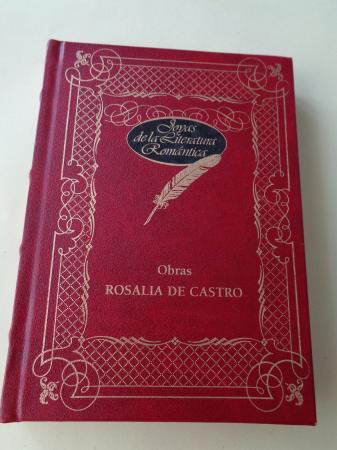 Joyas
de la Literatura
Romántica
Obras
ROSALIA DE CASTRO